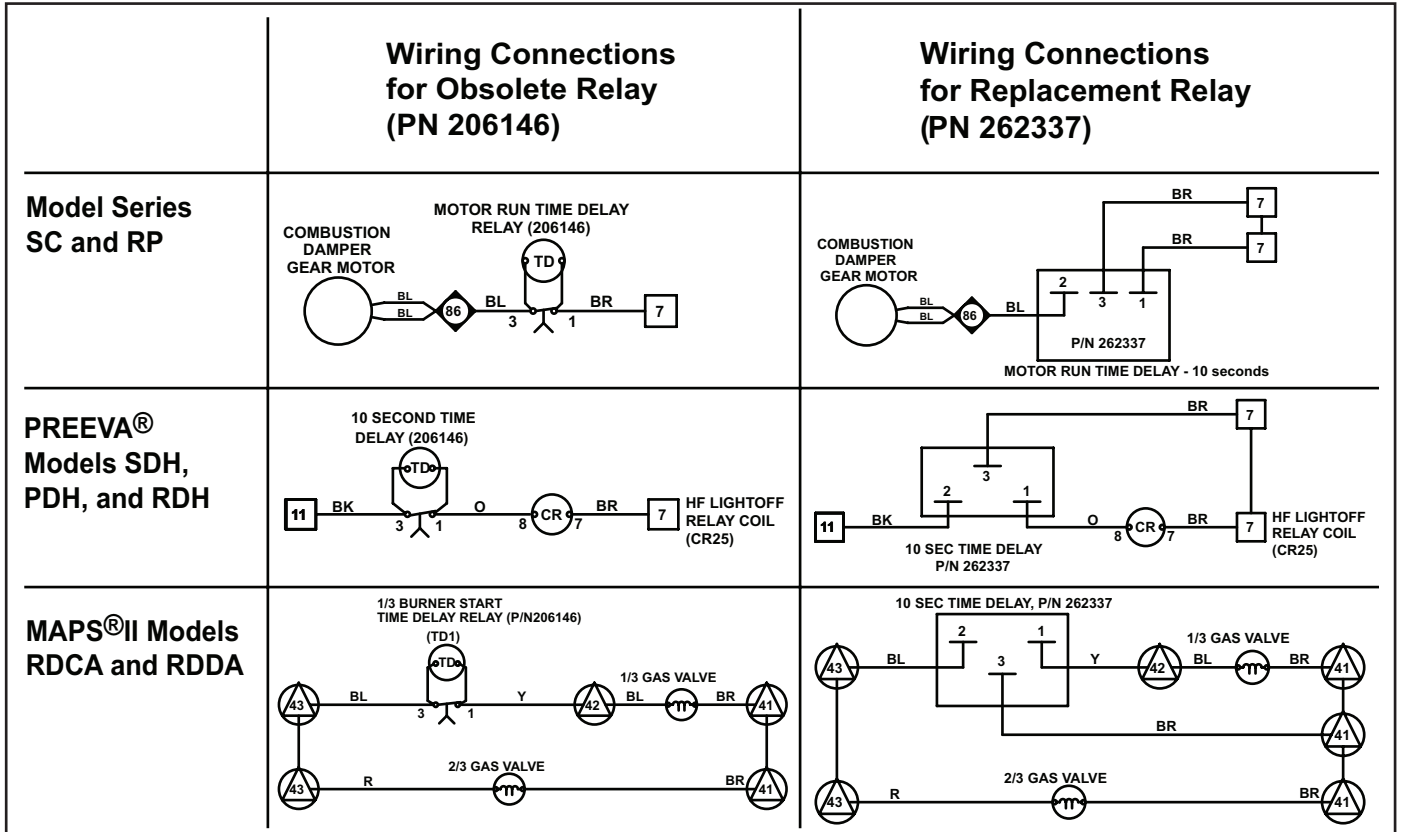 Wiring Connections
for Obsolete Relay
(PN 206146)
Wiring Connections
for Replacement Relay
(PN 262337)
Model Series
SC and RP
COMBUSTION
DAMPER
GEAR MOTOR
MOTOR RUN TIME DELAY
RELAY (206146)
TD
BL
BL
86
BL
3
1
BR
7
COMBUSTION
DAMPER
GEAR MOTOR
BL
BL
86
BL
2
3
1
P/N 262337
BR
7
BR
7
MOTOR RUN TIME DELAY - 10 seconds
PREEVA®
Models SDH,
PDH, and RDH
10 SECOND TIME
DELAY (206146)
TD
11
BK
3
1
O
8
CR
7
BR
7
HF LIGHTOFF
RELAY COIL
(CR25)
BR
7
3
2
1
11
BK
O
8
CR
7
BR
7
HF LIGHTOFF
RELAY COIL
(CR25)
10 SEC TIME DELAY
P/N 262337
MAPS®II Models
RDCA and RDDA
1/3 BURNER START
TIME DELAY RELAY (P/N206146)
(TD1)
TD
1/3 GAS VALVE
43
BL
3
1
Y
42
BL
BR
41
2/3 GAS VALVE
43
R
BR
41
10 SEC TIME DELAY, P/N 262337
2
1
3
1/3 GAS VALVE
43
BL
Y
42
BL
BR
41
BR
41
2/3 GAS VALVE
43
R
BR
41